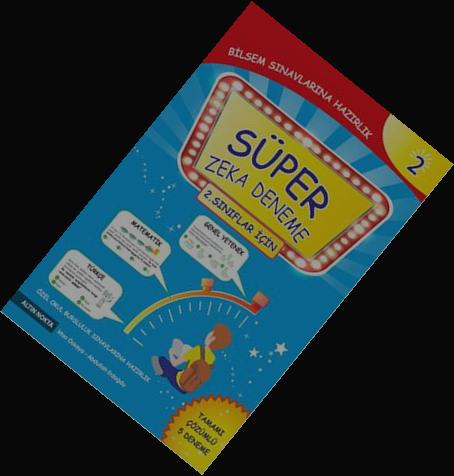 BİLSEM SINAVLARINA HAZIRLIK
2
SÜPER
ZEKA DENEME
2. SINIFLAR İÇİN
GENEL YETENEK
MATEMATİK
TÜRKÇE
ÖZEL OKUL BURSLULUK SINAVLARINA HAZIRLIK
ALTIN NOKTA
TAMAMI
ÇÖZÜMLÜ
5 DENEME